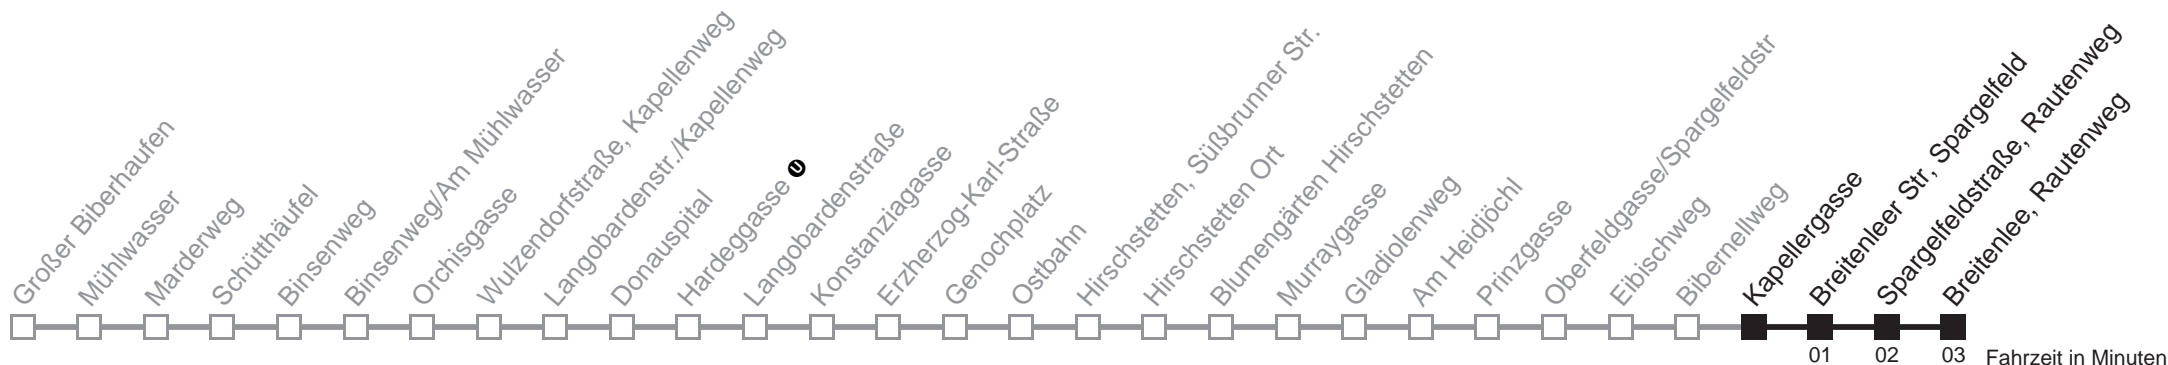 Großer Biberhaufen
Mühlwasser
Marderweg
Schütthäufel
Binsenweg
Binsenweg/Am Mühlwasser
Orchisgasse
Wulzendorfstraße, Kapellenweg
Langobardenstr./Kapellenweg
Donauspital
Hardeggasse U
Langobardenstraße
Konstanziagasse
Erzherzog-Karl-Straße
Genochplatz
Ostbahn
Hirschstetten, Süßbrunner Str.
Hirschstetten Ort
Blumengärten Hirschstetten
Murraygasse
Gladiolenweg
Am Heidjöchl
Prinzgasse
Oberfeldgasse/Spargelfeldstr
Eibischweg
Bibernellweg
Kapellergasse
Breitenleer Str, Spargelfeld
Spargelfeldstraße, Rautenweg
Breitenlee, Rautenweg
01 02 03 Fahrzeit in Minuten